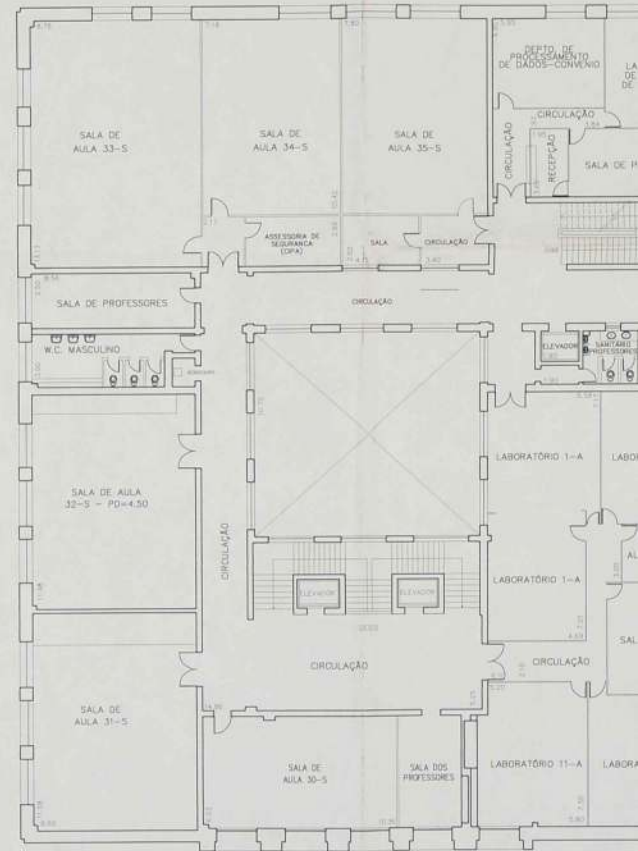 SALA DE
AULA 33-S
SALA DE
AULA 34-S
SALA DE
AULA 35-S
DEPTO. DE
PROCESSAMENTO
DE DADOS-CONVENIO
CIRCULAÇÃO
CIRCULAÇÃO
RECEPÇÃO
SALA DE P
ASSESSORIA DE
SEGURANCA
(CIPA)
SALA
CIRCULAÇÃO
SALA DE PROFESSORES
CIRCULAÇÃO
W.C. MASCULINO
ELEVADOR
SANITÁRIO
PROFESSORES
SALA DE AULA
32-S - PD=4.50
LABORATÓRIO 1-A
LABOR
CIRCULAÇÃO
LABORATÓRIO 1-A
ELEVADOR
ELEVADOR
CIRCULAÇÃO
CIRCULAÇÃO
SALA DE
AULA 31-S
SALA DE
AULA 30-S
SALA DOS
PROFESSORES
LABORATÓRIO 11-A
LABORA